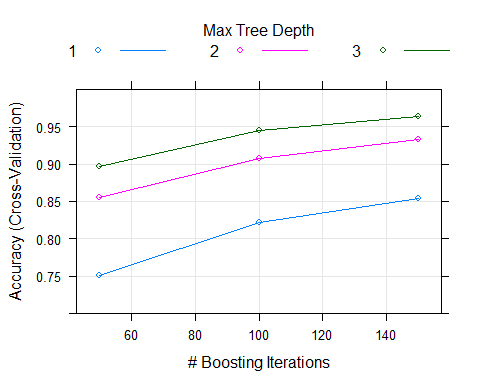 Max Tree Depth
1 2 3
Accuracy (Cross-Validation)
0.95
0.90
0.85
0.80
0.75
60 80 100 120 140
# Boosting Iterations